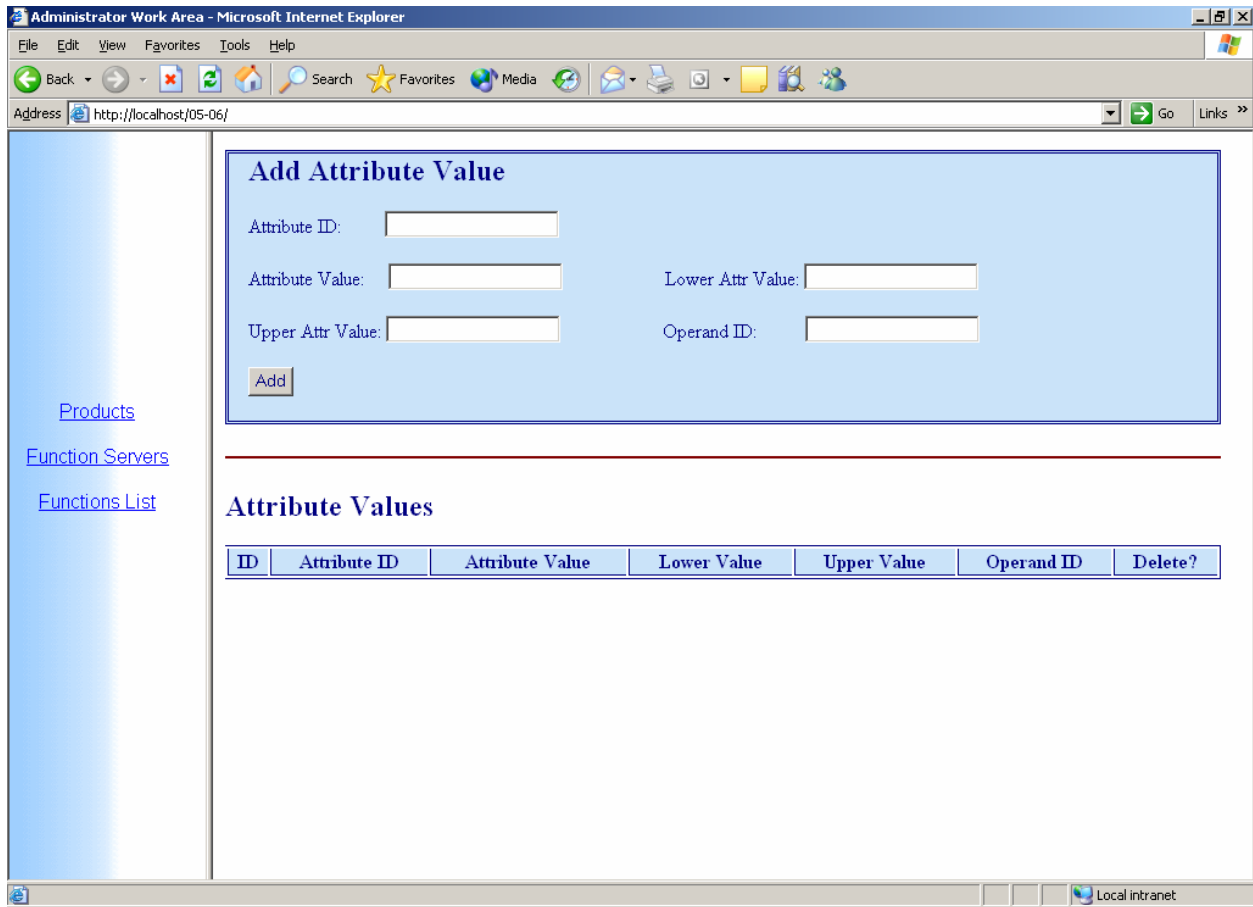 Administrator Work Area - Microsoft Internet Explorer
File Edit View Favorites Tools Help
Back Search Favorites Media
Address http://localhost/05-06/ Go Links »
Add Attribute Value
Attribute ID:
Attribute Value: Lower Attr Value:
Upper Attr Value: Operand ID:
Add
Products
Function Servers
Functions List
Attribute Values
ID Attribute ID Attribute Value Lower Value Upper Value Operand ID Delete?
Local intranet